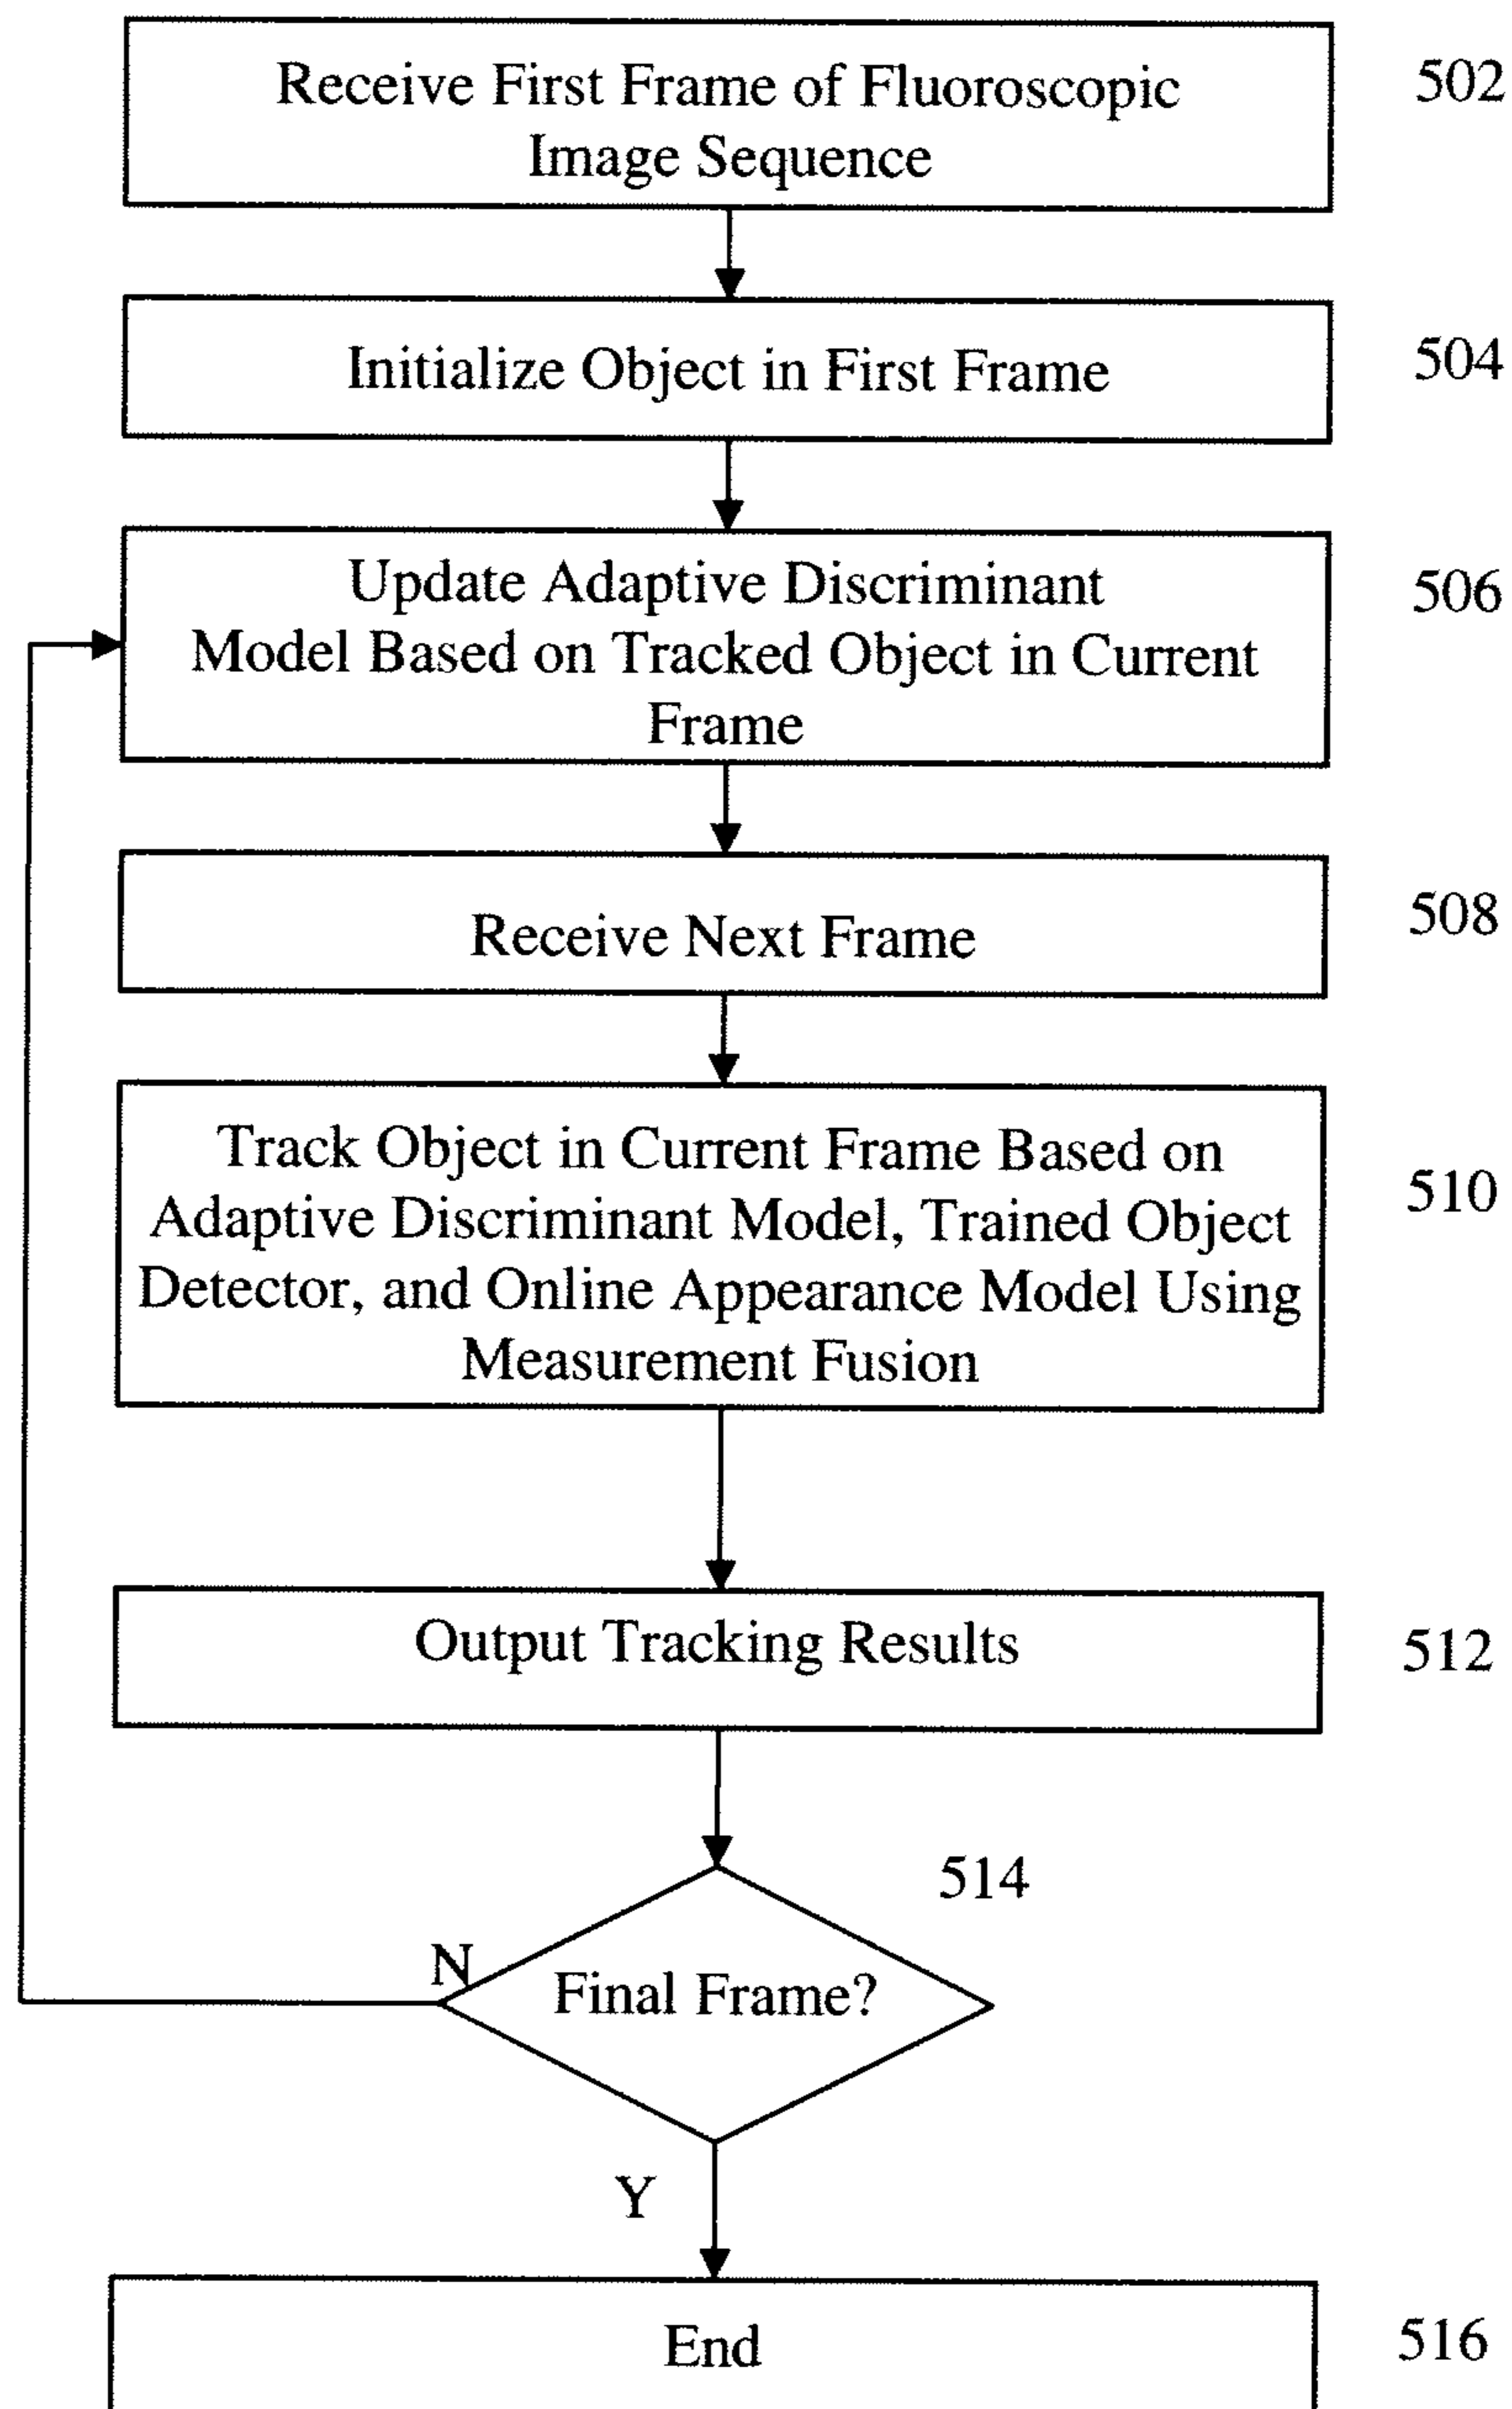 Receive First Frame of Fluoroscopic
Image Sequence
502
Initialize Object in First Frame
504
Update Adaptive Discriminant
Model Based on Tracked Object in Current
Frame
506
Receive Next Frame
508
Track Object in Current Frame Based on
Adaptive Discriminant Model, Trained Object
Detector, and Online Appearance Model Using
Measurement Fusion
510
Output Tracking Results
512
514
N
Final Frame?
Y
End
516